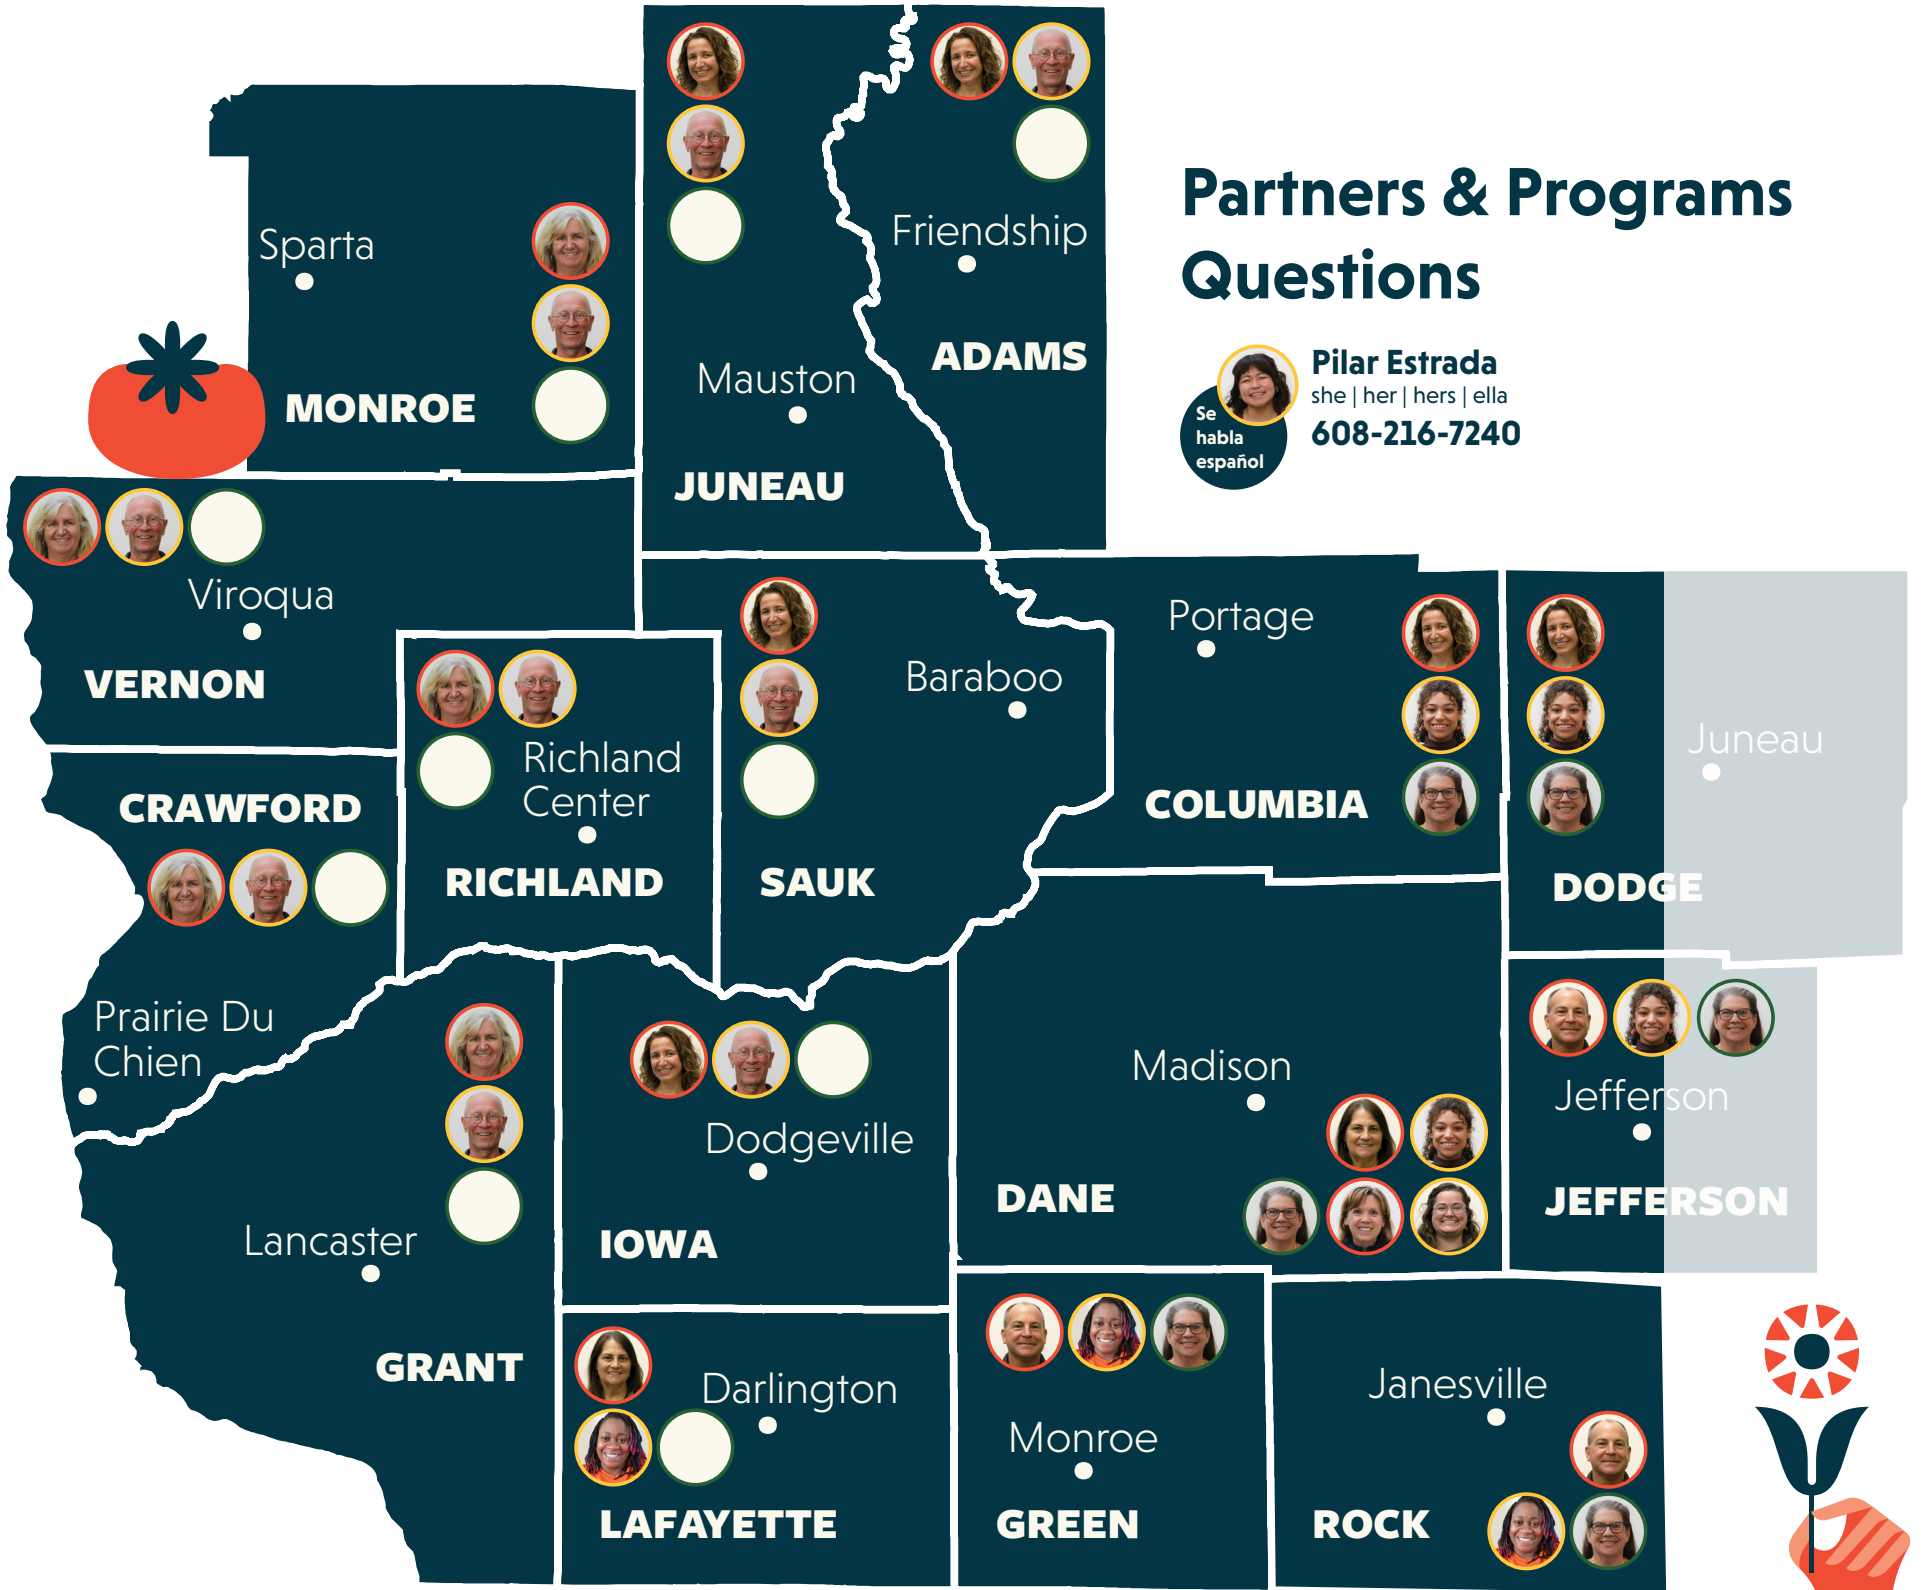 Partners & Programs
Questions
Pilar Estrada
she | her | hers | ella
608-216-7240
Se
habla
español
Sparta
MONROE
Mauston
JUNEAU
Friendship
ADAMS
Viroqua
VERNON
CRAWFORD
Prairie Du
Chien
Richland
Center
RICHLAND
Baraboo
SAUK
Portage
COLUMBIA
Juneau
DODGE
Lancaster
GRANT
Dodgeville
IOWA
Madison
DANE
Jefferson
JEFFERSON
Darlington
LAFAYETTE
Monroe
GREEN
Janesville
ROCK